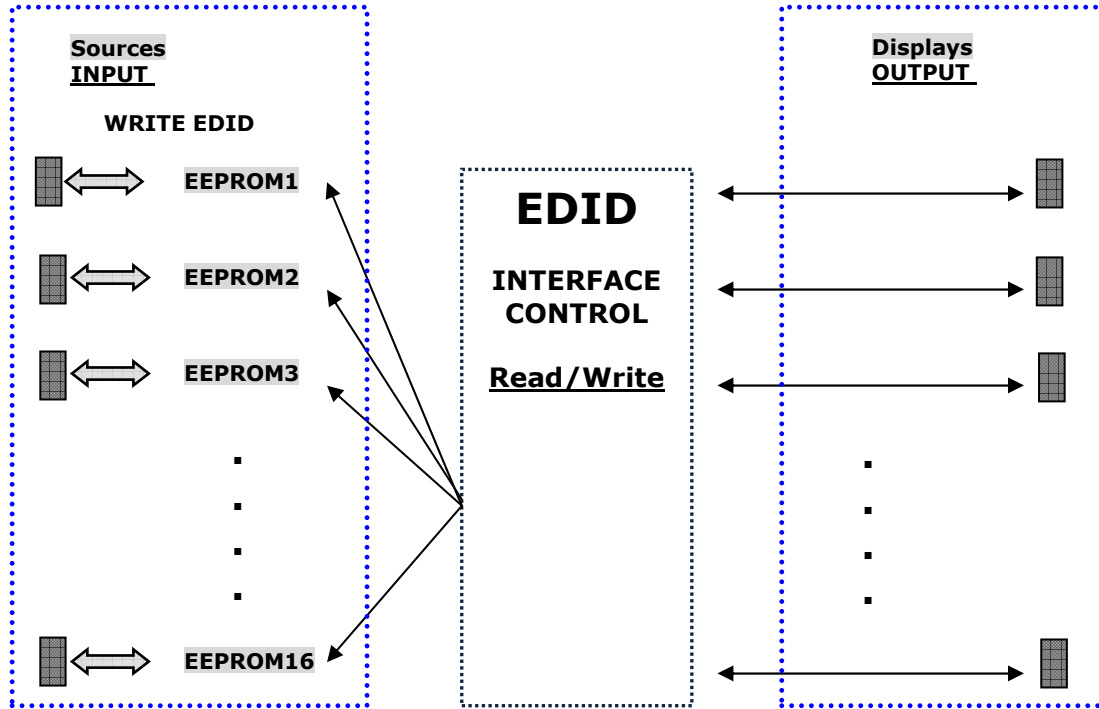 Sources
INPUT
WRITE EDID
EEPROM1
EEPROM2
EEPROM3
EEPROM16
EDID
INTERFACE
CONTROL
Read/Write
Displays
OUTPUT